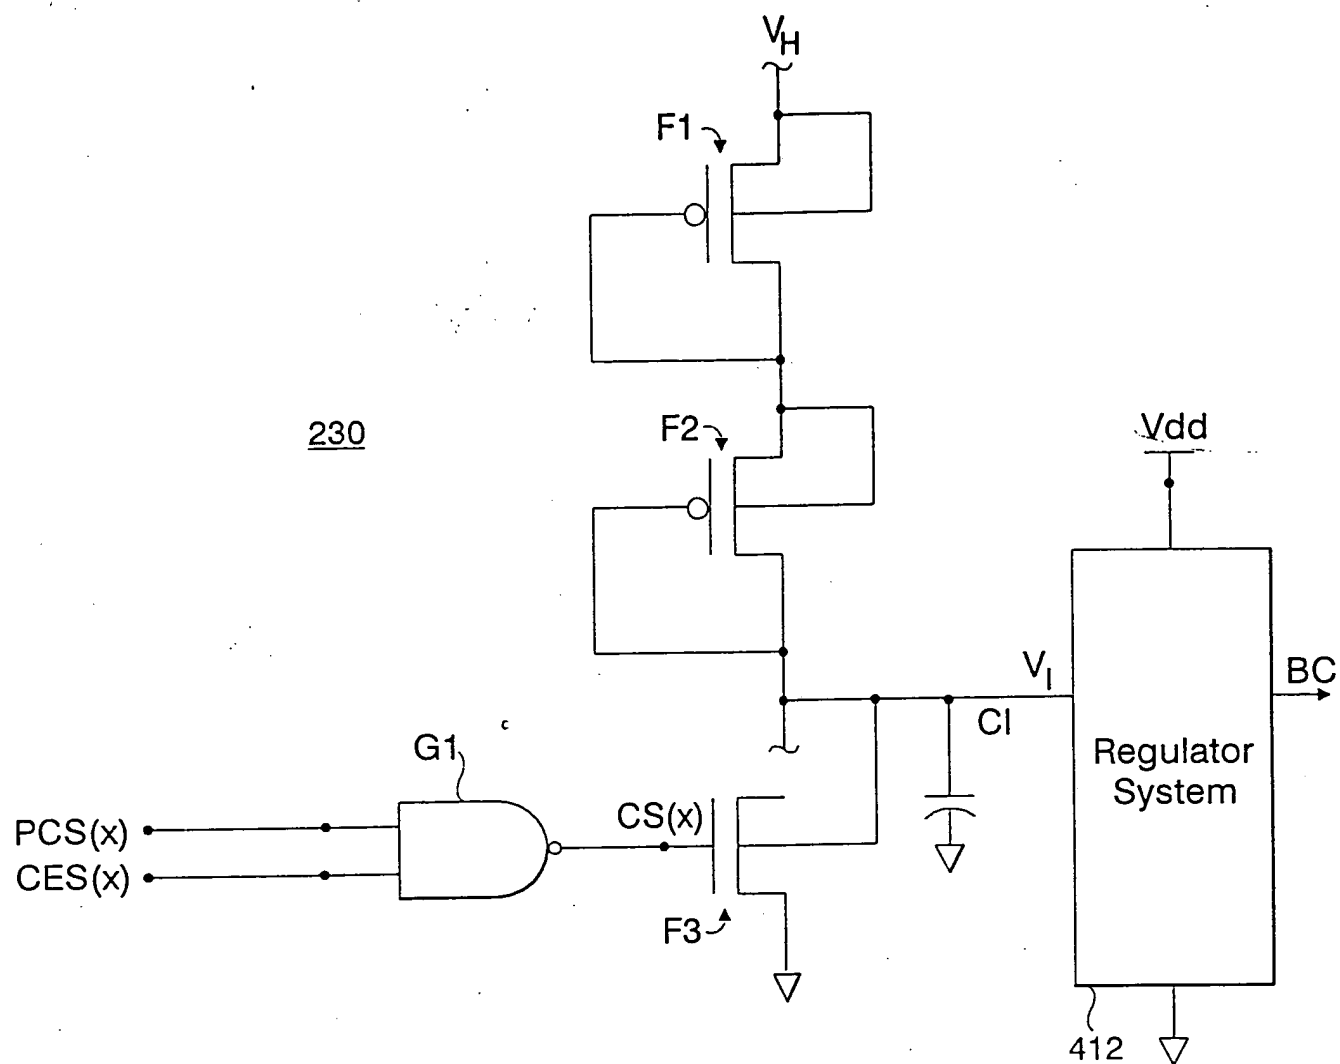 V_H
F1
F2
230
Vdd
V_I
BC
CI
G1
Regulator
System
CS(x)
PCS(x)
CES(x)
F3
412